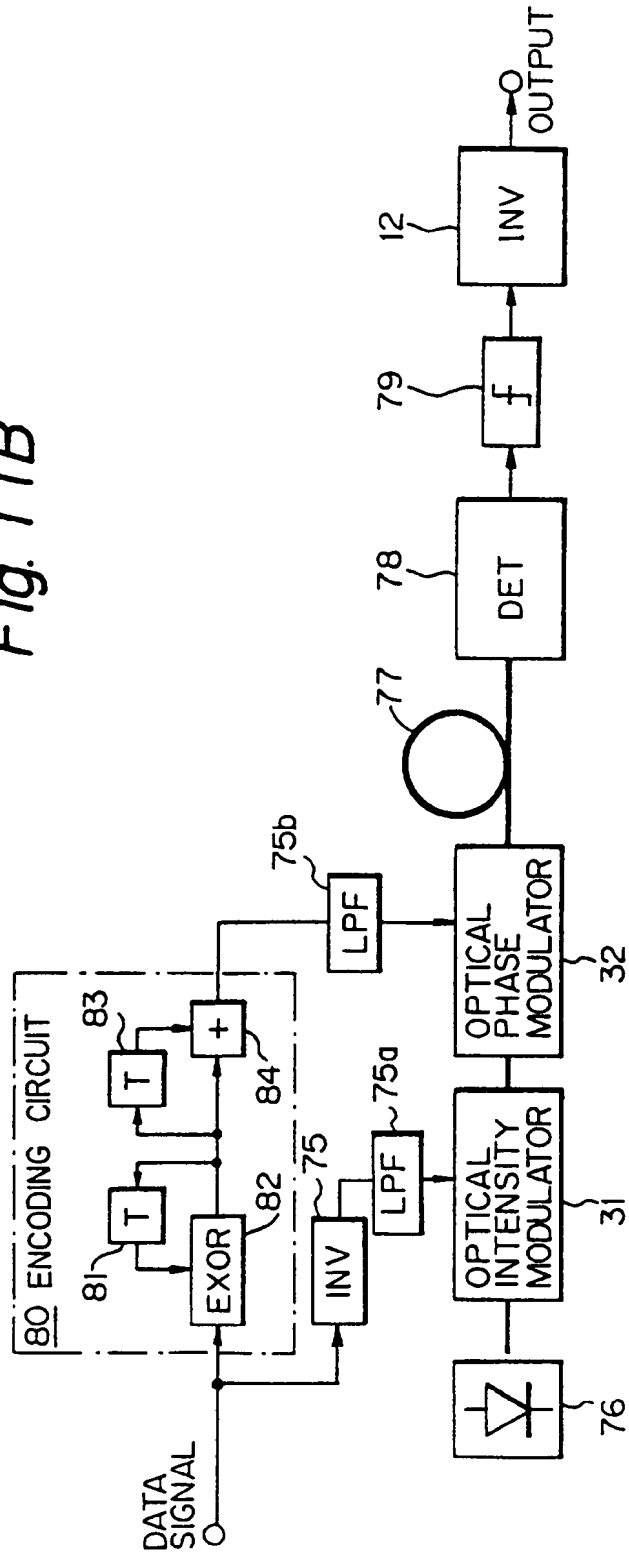 Fig. 11B
80 ENCODING CIRCUIT
81
T
T
83
DATA
SIGNAL
EXOR
82
+
84
INV
75
LPF
75a
LPF
75b
76
OPTICAL
INTENSITY
MODULATOR
31
OPTICAL
PHASE
MODULATOR
32
77
DET
78
79
INV
12
OUTPUT